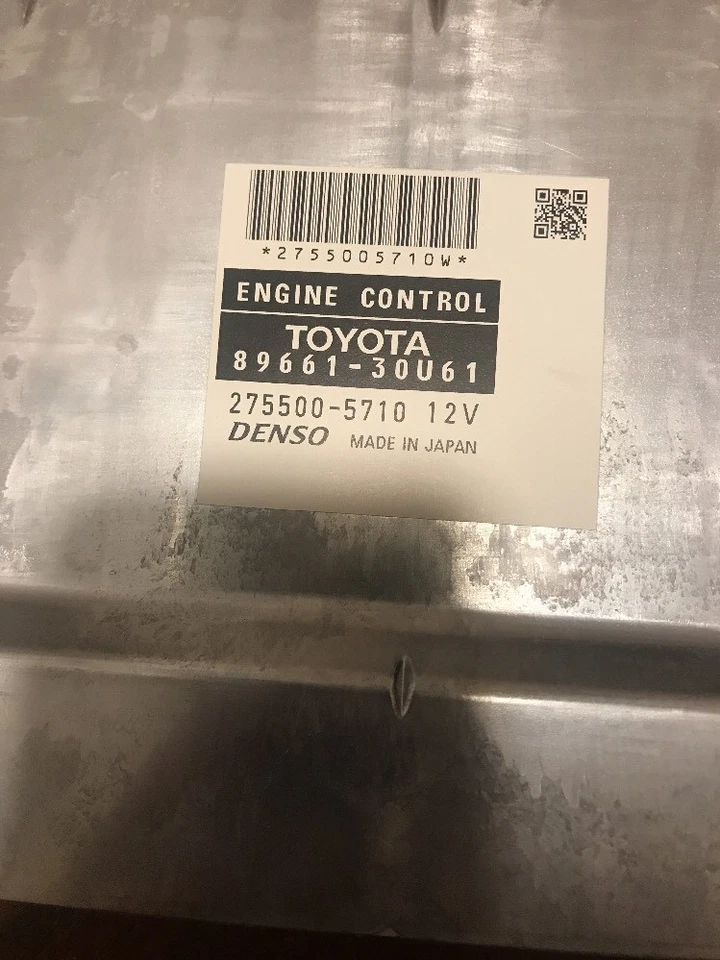 *2755005710W*
ENGINE CONTROL
TOYOTA
89661-30U61
275500-5710 12V
DENSO MADE IN JAPAN